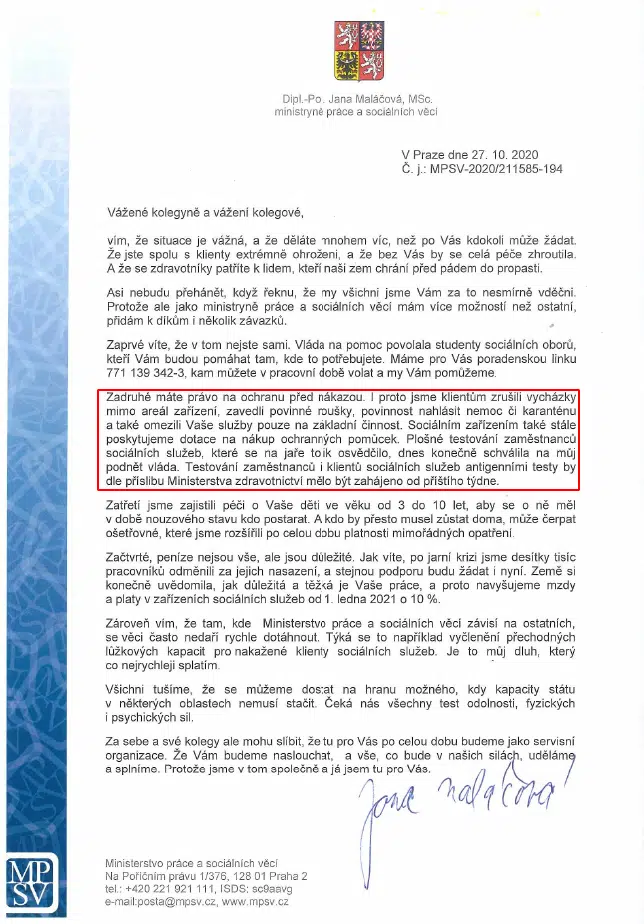 Dipl.-Po. Jana Maláčová, MSc.
ministryně práce a sociálních věcí
V Praze dne 27. 10. 2020
Č. j.: MPSV-2020/211585-194
Vážené kolegyně a vážení kolegové,
vím, že situace je vážná, a že děláte mnohem víc, než po Vás kdokoli může žádat.
Že jste spolu s klienty extrémně ohroženi, a že bez Vás by se celá péče zhroutila.
A že se zdravotníky patříte k lidem, kteří naši zem chrání před pádem do propasti.
Asi nebudu přehánět, když řeknu, že my všichni jsme Vám za to nesmírně vděční.
Protože ale jako ministryně práce a sociálních věcí mám více možností než ostatní,
přidám k díkům i několik závazků.
Zaprvé víte, že v tom nejste sami. Vláda na pomoc povolala studenty sociálních oborů,
kteří Vám budou pomáhat tam, kde to potřebujete. Máme pro Vás poradenskou linku
771 139 342-3, kam můžete v pracovní době volat a my Vám pomůžeme.
Zadruhé máte právo na ochranu před nákazou. I proto jsme klientům zrušili vycházky
mimo areál zařízení, zavedli povinné roušky, povinnost nahlásit nemoc či karanténu
a také omezili Vaše služby pouze na základní činnost. Sociálním zařízením také stále
poskytujeme dotace na nákup ochranných pomůcek. Plošné testování zaměstnanců
sociálních služeb, které se na jaře tolik osvědčilo, dnes konečně schválila na můj
podnět vláda. Testování zaměstnanců i klientů sociálních služeb antigenními testy by
dle příslibu Ministerstva zdravotnictví mělo být zahájeno od příštího týdne.
Zatřetí jsme zajistili péči o Vaše děti ve věku od 3 do 10 let, aby se o ně měl
v době nouzového stavu kdo postarat. A kdo by přesto musel zůstat doma, může čerpat
ošetřovné, které jsme rozšířili po celou dobu platnosti mimořádných opatření.
Začtvrté, peníze nejsou vše, ale jsou důležité. Jak víte, po jarní krizi jsme desítky tisíc
pracovníků odměnili za jejich nasazení, a stejnou podporu budu žádat i nyní. Země si
konečně uvědomila, jak důležitá a těžká je Vaše práce, a proto navyšujeme mzdy
a platy v zařízeních sociálních služeb od 1. ledna 2021 o 10 %.
Zároveň vím, že tam, kde Ministerstvo práce a sociálních věcí závisí na ostatních,
se věci často nedaří rychle dotáhnout. Týká se to například vyčlenění přechodných
lůžkových kapacit pro nakažené klienty sociálních služeb. Je to můj dluh, který
co nejrychleji splatím.
Všichni tušíme, že se můžeme dostat na hranu možného, kdy kapacity státu
v některých oblastech nemusí stačit. Čeká nás všechny test odolnosti, fyzických
i psychických sil.
Za sebe a své kolegy ale mohu slíbit, že tu pro Vás po celou dobu budeme jako servisní
organizace. Že Vám budeme naslouchat, a vše, co bude v našich silách, uděláme
a splníme. Protože jsme v tom společně a já jsem tu pro Vás.
Jana Maláčová
MP
SV
Ministerstvo práce a sociálních věcí
Na Poříčním právu 1/376, 128 01 Praha 2
tel.: +420 221 921 111, ISDS: sc9aavg
e-mail:posta@mpsv.cz, www.mpsv.cz